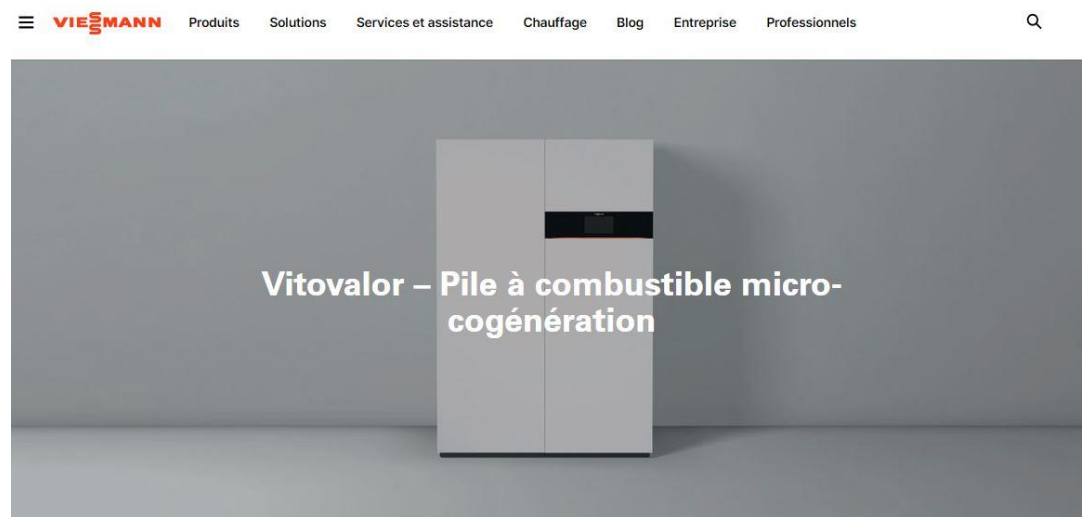 VIESSMANN Produits Solutions Services et assistance Chauffage Blog Entreprise Professionnels
Vitovalor – Pile à combustible micro-
cogénération